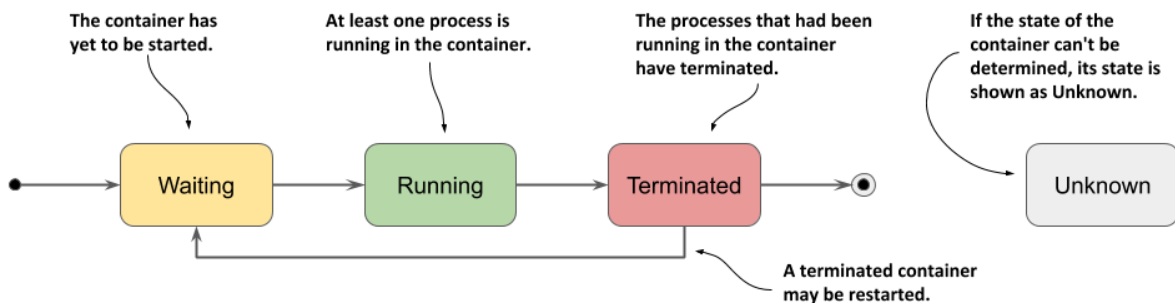 The container has
yet to be started.
At least one process is
running in the container.
The processes that had been
running in the container
have terminated.
If the state of the
container can't be
determined, its state is
shown as Unknown.
Waiting
Running
Terminated
Unknown
A terminated container
may be restarted.